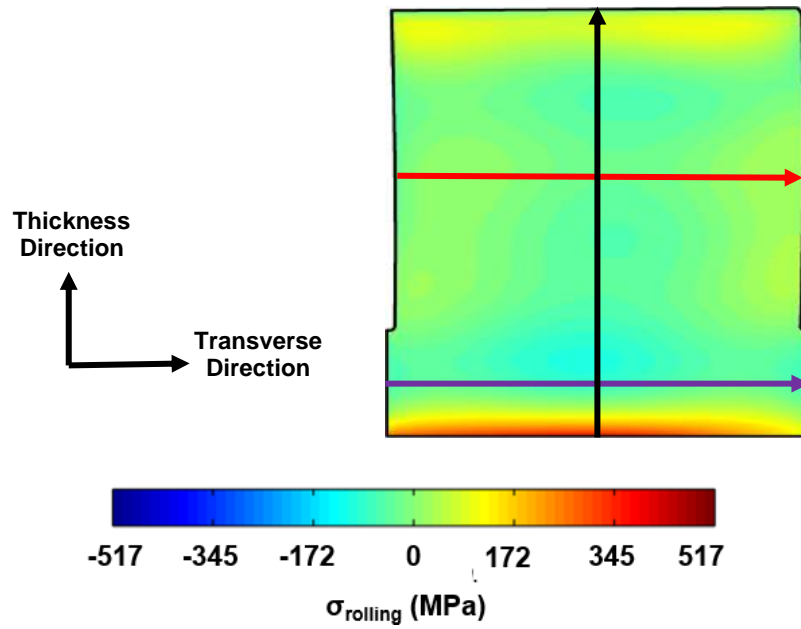 Thickness
Direction
Transverse
Direction
-517 -345 -172 0 172 345 517
σrolling (MPa)